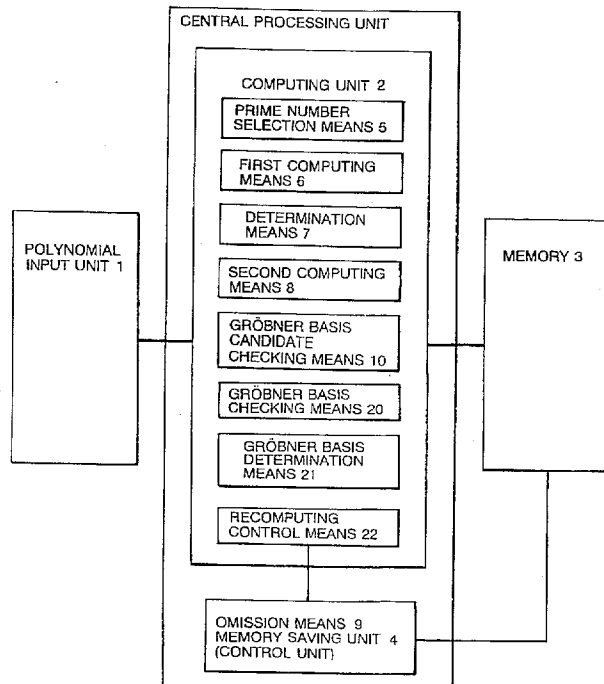 CENTRAL PROCESSING UNIT
COMPUTING UNIT 2
PRIME NUMBER
SELECTION MEANS 5
FIRST COMPUTING
MEANS 6
DETERMINATION
MEANS 7
SECOND COMPUTING
MEANS 8
GRÖBNER BASIS
CANDIDATE
CHECKING MEANS 10
GRÖBNER BASIS
CHECKING MEANS 20
GRÖBNER BASIS
DETERMINATION
MEANS 21
RECOMPUTING
CONTROL MEANS 22
POLYNOMIAL
INPUT UNIT 1
MEMORY 3
OMISSION MEANS 9
MEMORY SAVING UNIT 4
(CONTROL UNIT)